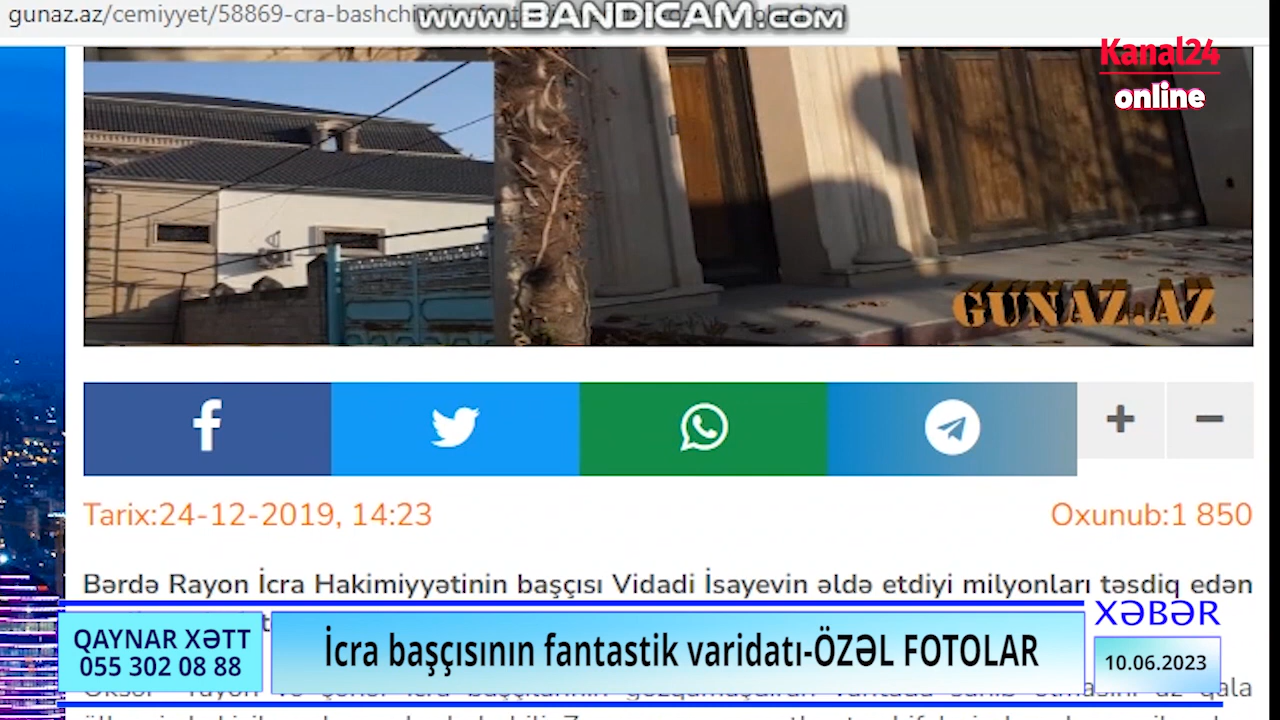 gunaz.az/cemiyyet/58869-cra-bashchi
www.BANDICAM.com
Kanal24
online
GUNAZ.AZ
Tarix:24-12-2019, 14:23
Oxunub:1 850
Bərdə Rayon İcra Hakimiyyətinin başçısı Vidadi İsayevin əldə etdiyi milyonları təsdiq edən
XƏBƏR
QAYNAR XƏTT
055 302 08 88
İcra başçısının fantastik varidatı-ÖZƏL FOTOLAR
10.06.2023